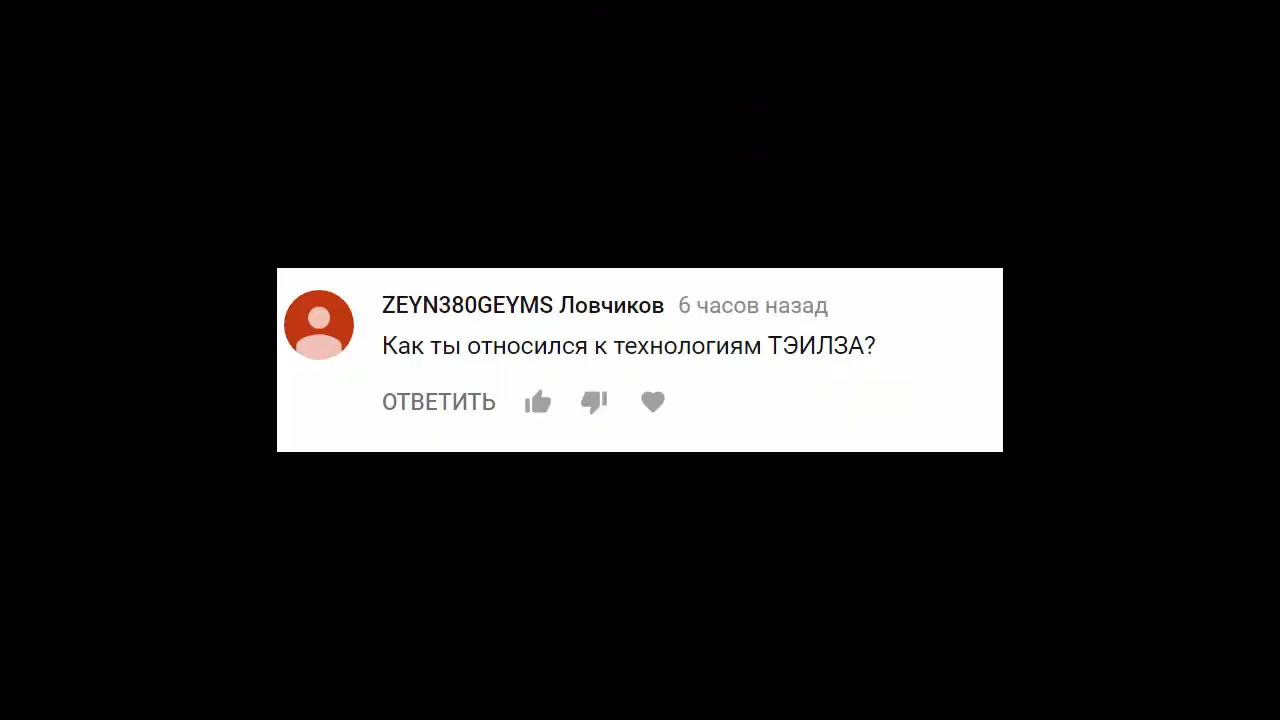 ZEYN380GEYMS Ловчиков 6 часов назад
Как ты относился к технологиям ТЭИЛЗА?
ОТВЕТИТЬ